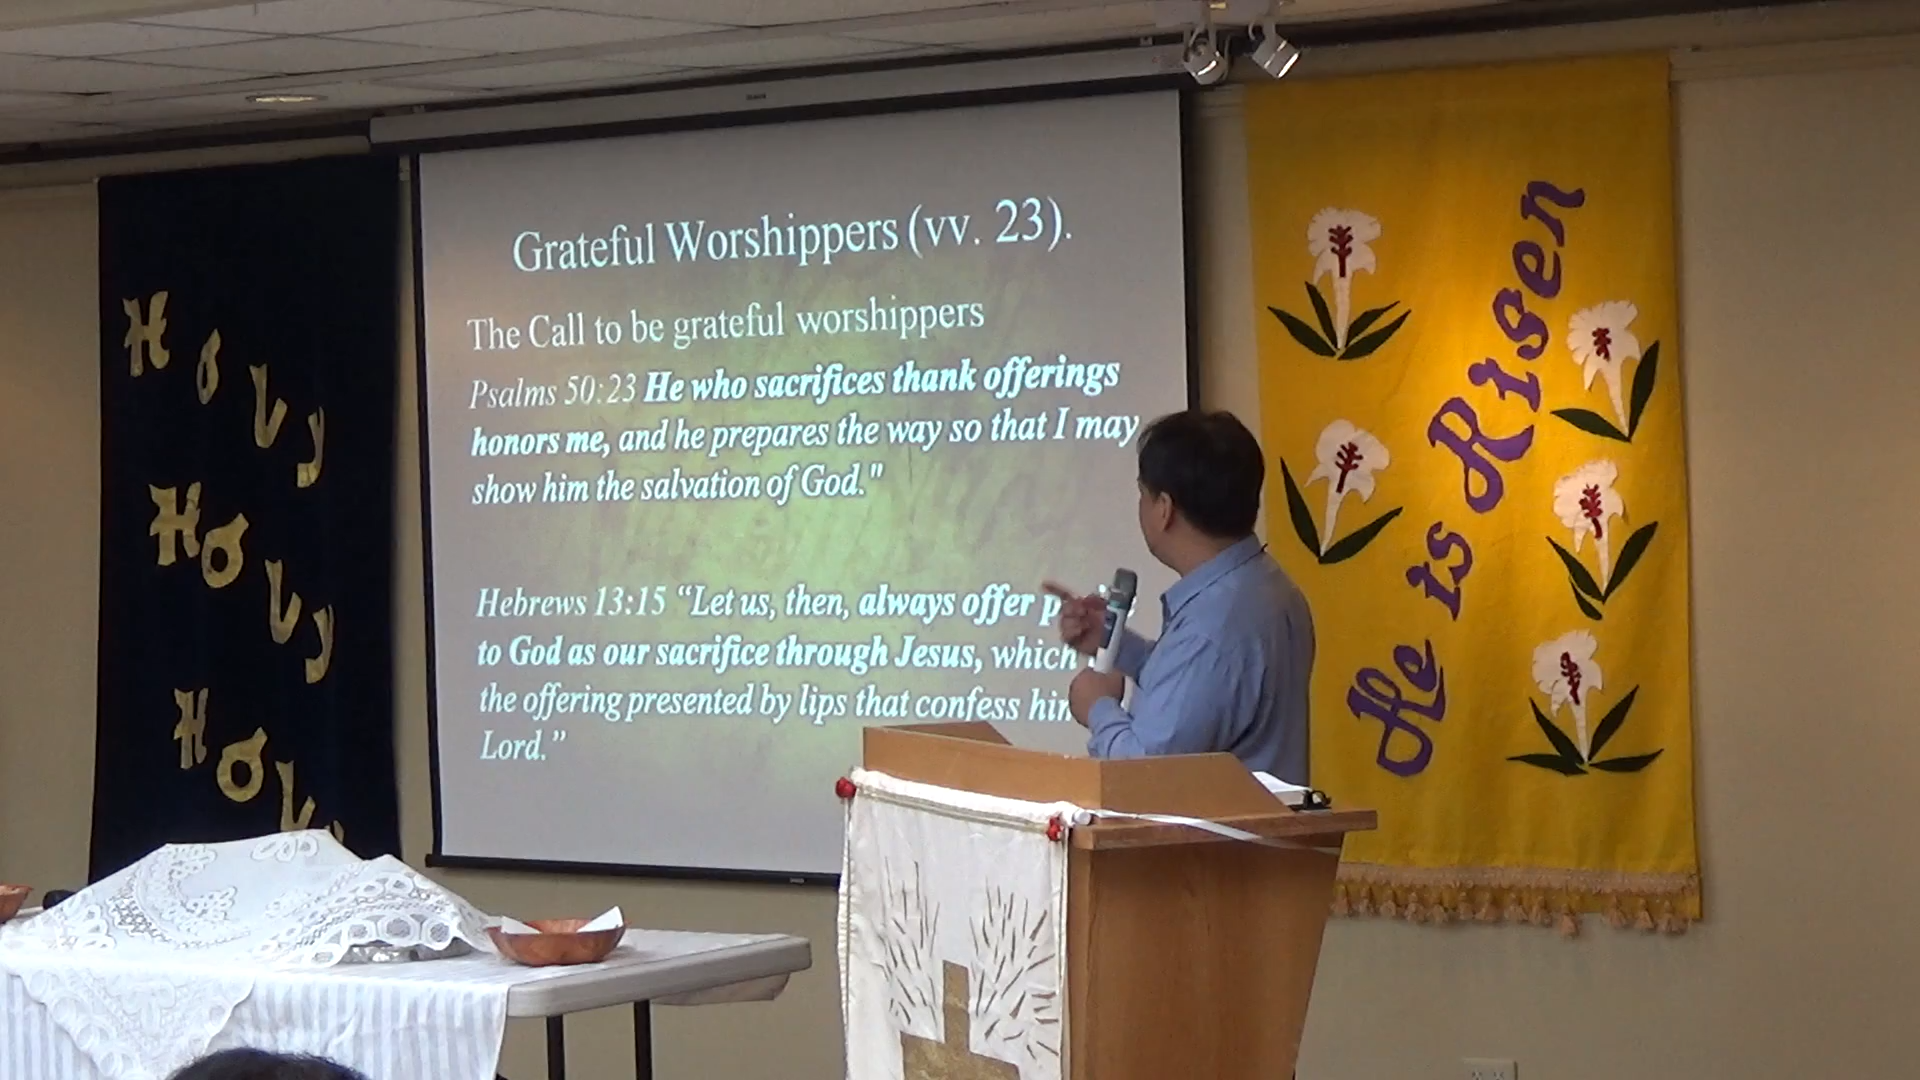 Holy
Holy
Holy
Grateful Worshippers (vv. 23).
The Call to be grateful worshippers
Psalms 50:23 He who sacrifices thank offerings
honors me, and he prepares the way so that I may
show him the salvation of God."
Hebrews 13:15 “Let us, then, always offer
to God as our sacrifice through Jesus, which
the offering presented by lips that confess
Lord.”
He is Risen